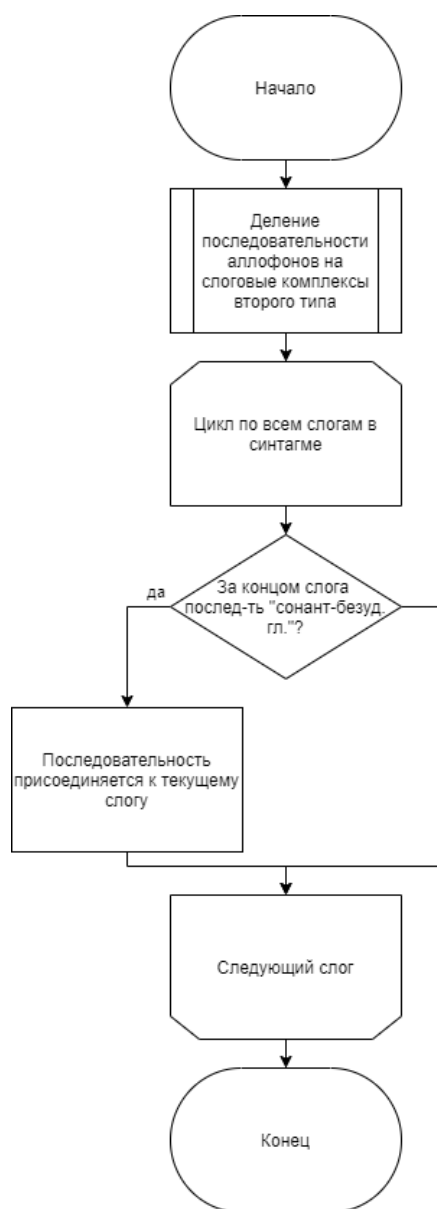 Начало
Деление
последовательности
аллофонов на
слоговые комплексы
второго типа
Цикл по всем слогам в
синтагме
За концом слога
послед-ть "сонант-безуд.
гл."?
да
Последовательность
присоединяется к текущему
слогу
Следующий слог
Конец